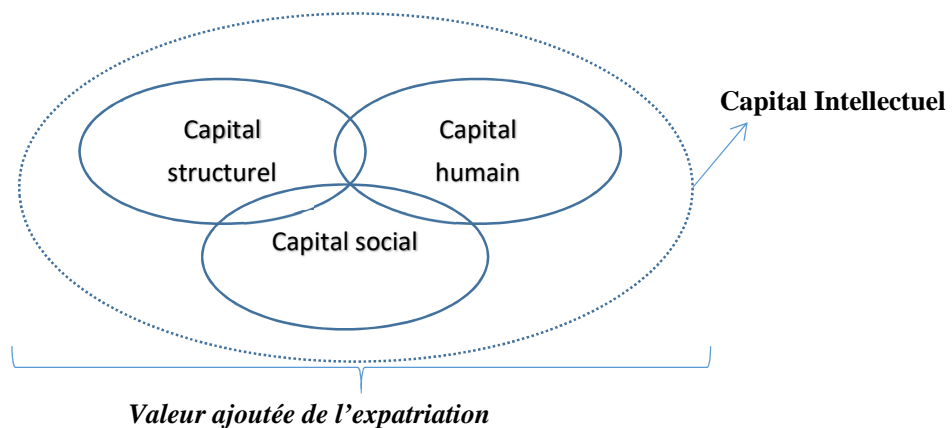 Capital Intellectuel
Capital
structurel
Capital
humain
Capital social
Valeur ajoutée de l’expatriation